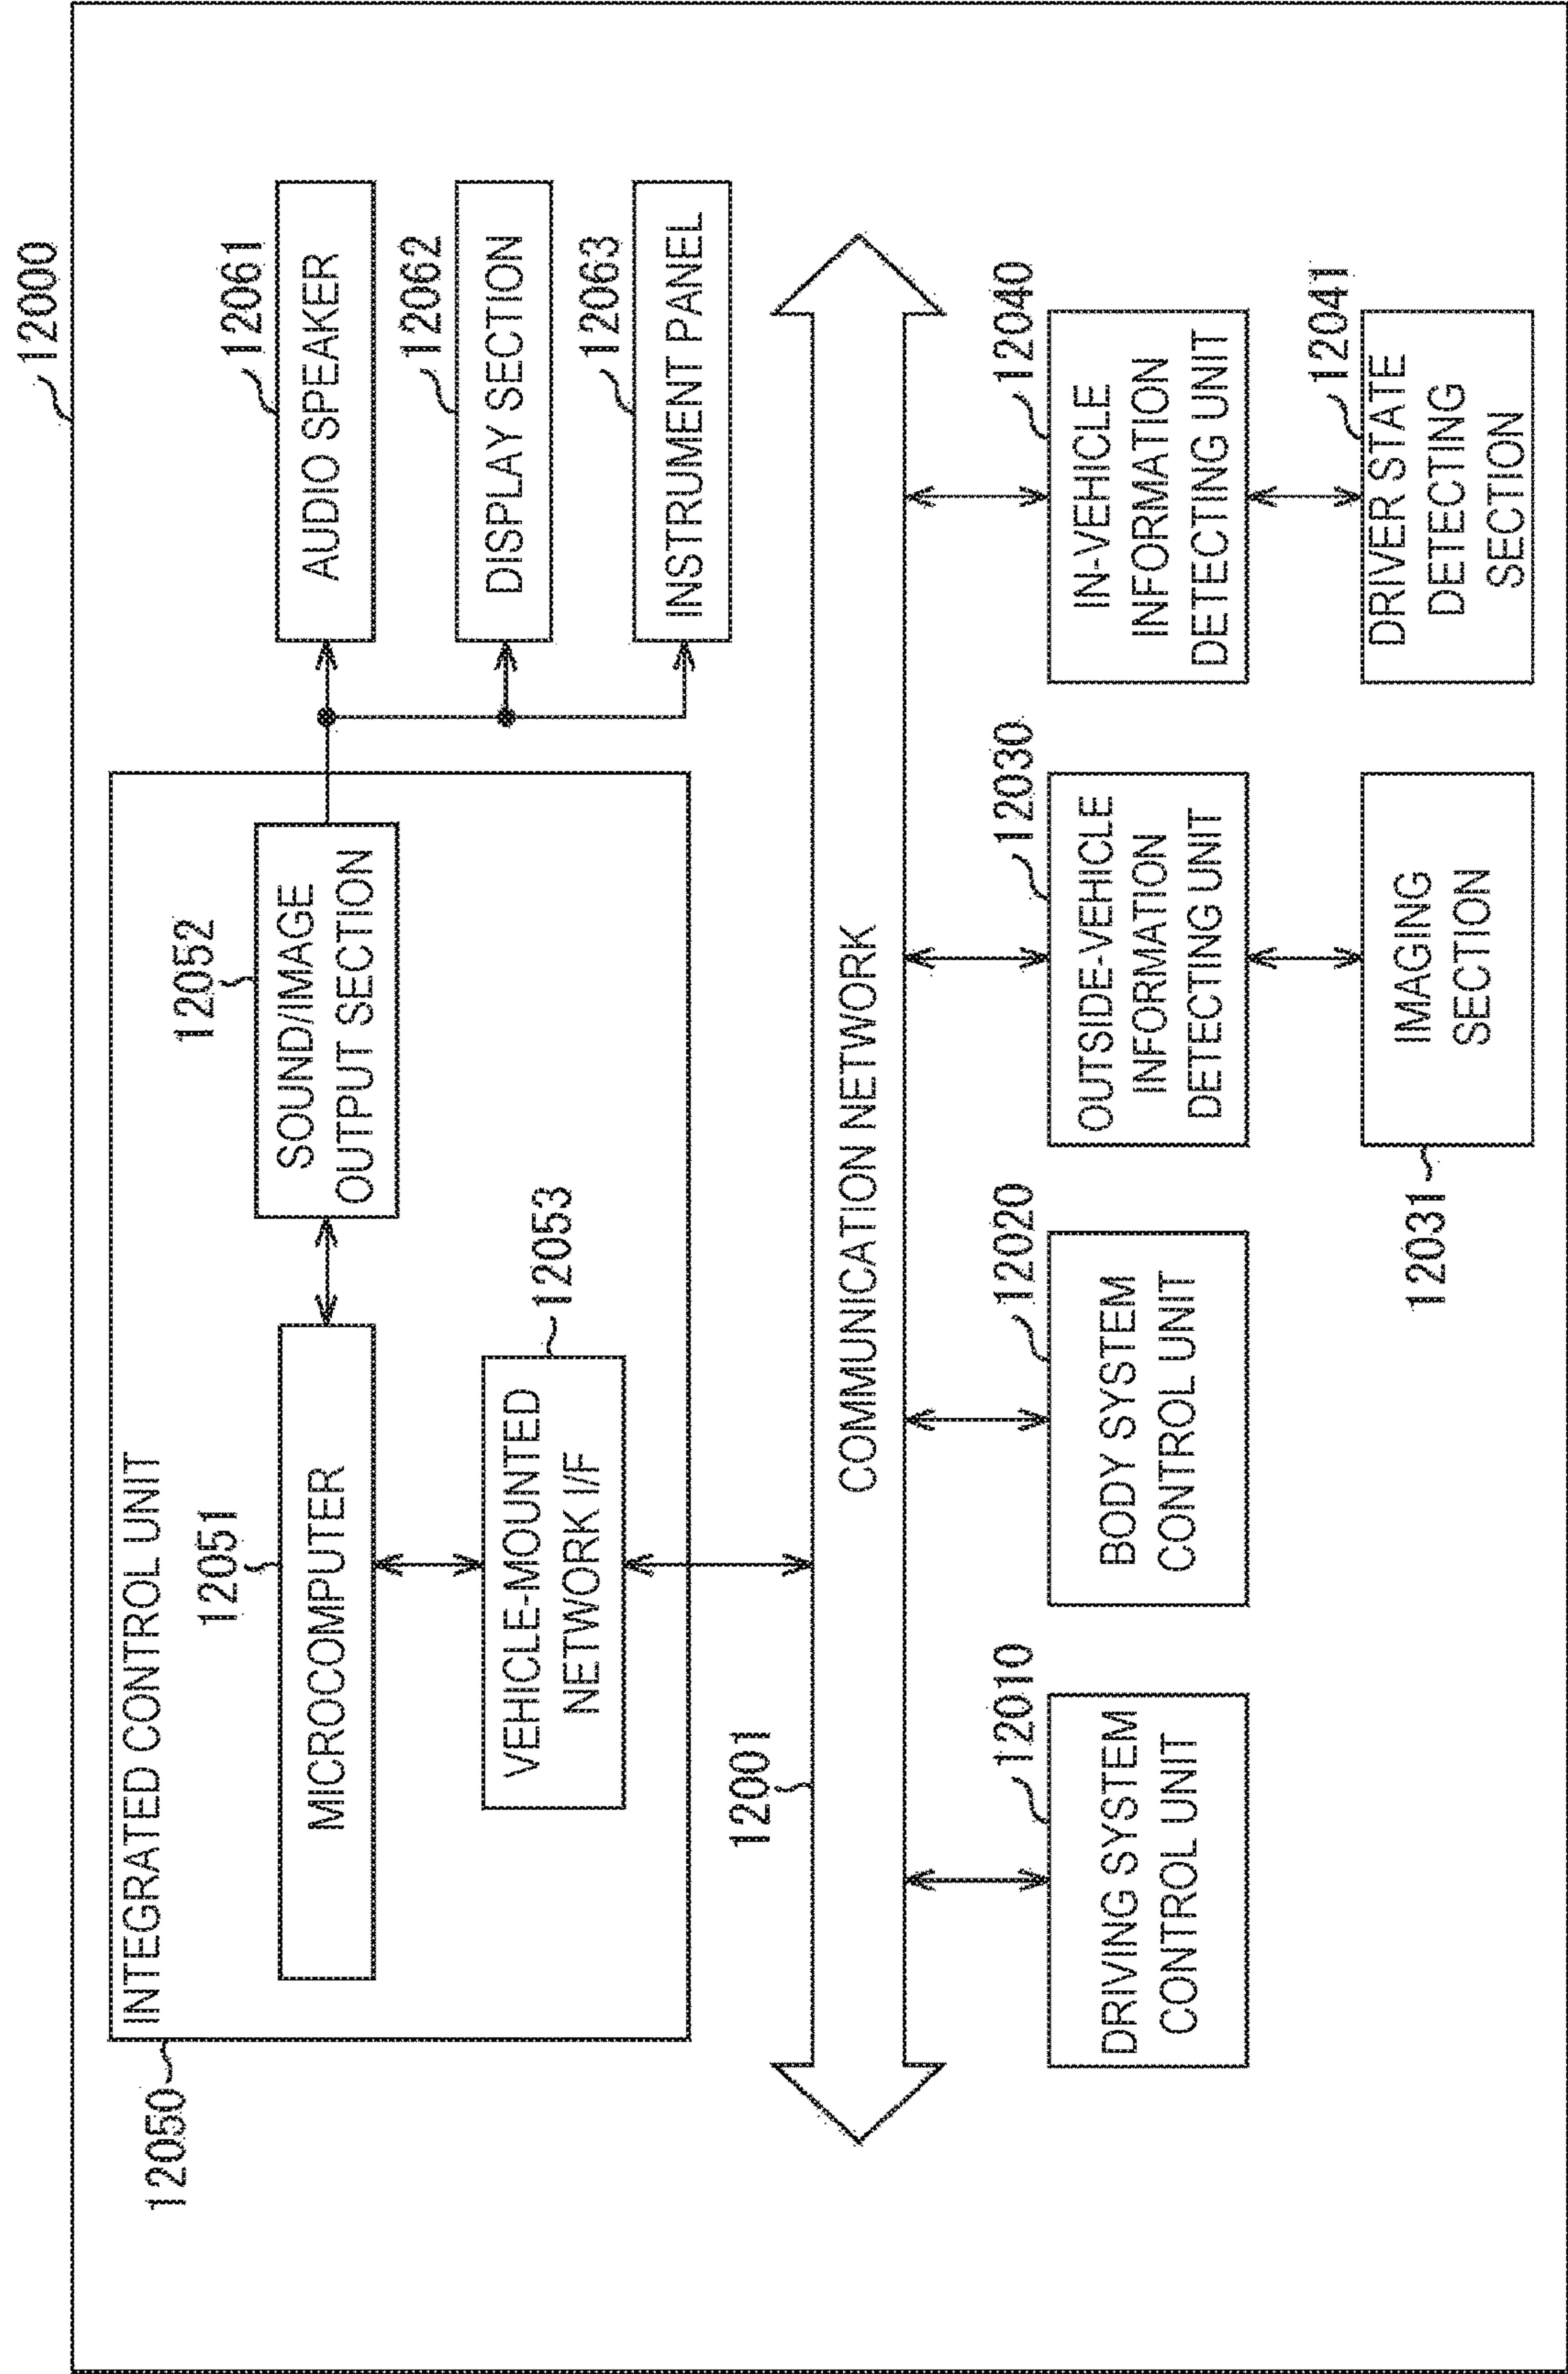 12000
12050
INTEGRATED CONTROL UNIT
12051
MICROCOMPUTER
12052
SOUND/IMAGE
OUTPUT SECTION
12053
VEHICLE-MOUNTED
NETWORK I/F
12061
AUDIO SPEAKER
12062
DISPLAY SECTION
12063
INSTRUMENT PANEL
12001
COMMUNICATION NETWORK
12010
DRIVING SYSTEM
CONTROL UNIT
12020
BODY SYSTEM
CONTROL UNIT
12030
OUTSIDE-VEHICLE
INFORMATION
DETECTING UNIT
12040
IN-VEHICLE
INFORMATION
DETECTING UNIT
12031
IMAGING
SECTION
12041
DRIVER STATE
DETECTING
SECTION